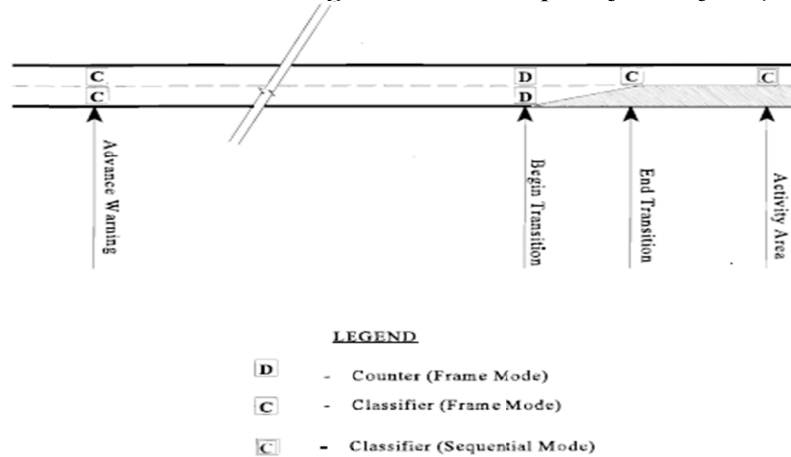 C
C
D
D
C
C
Advance Warning
Begin Transition
End Transition
Activity Area
LEGEND
D - Counter (Frame Mode)
C - Classifier (Frame Mode)
C - Classifier (Sequential Mode)